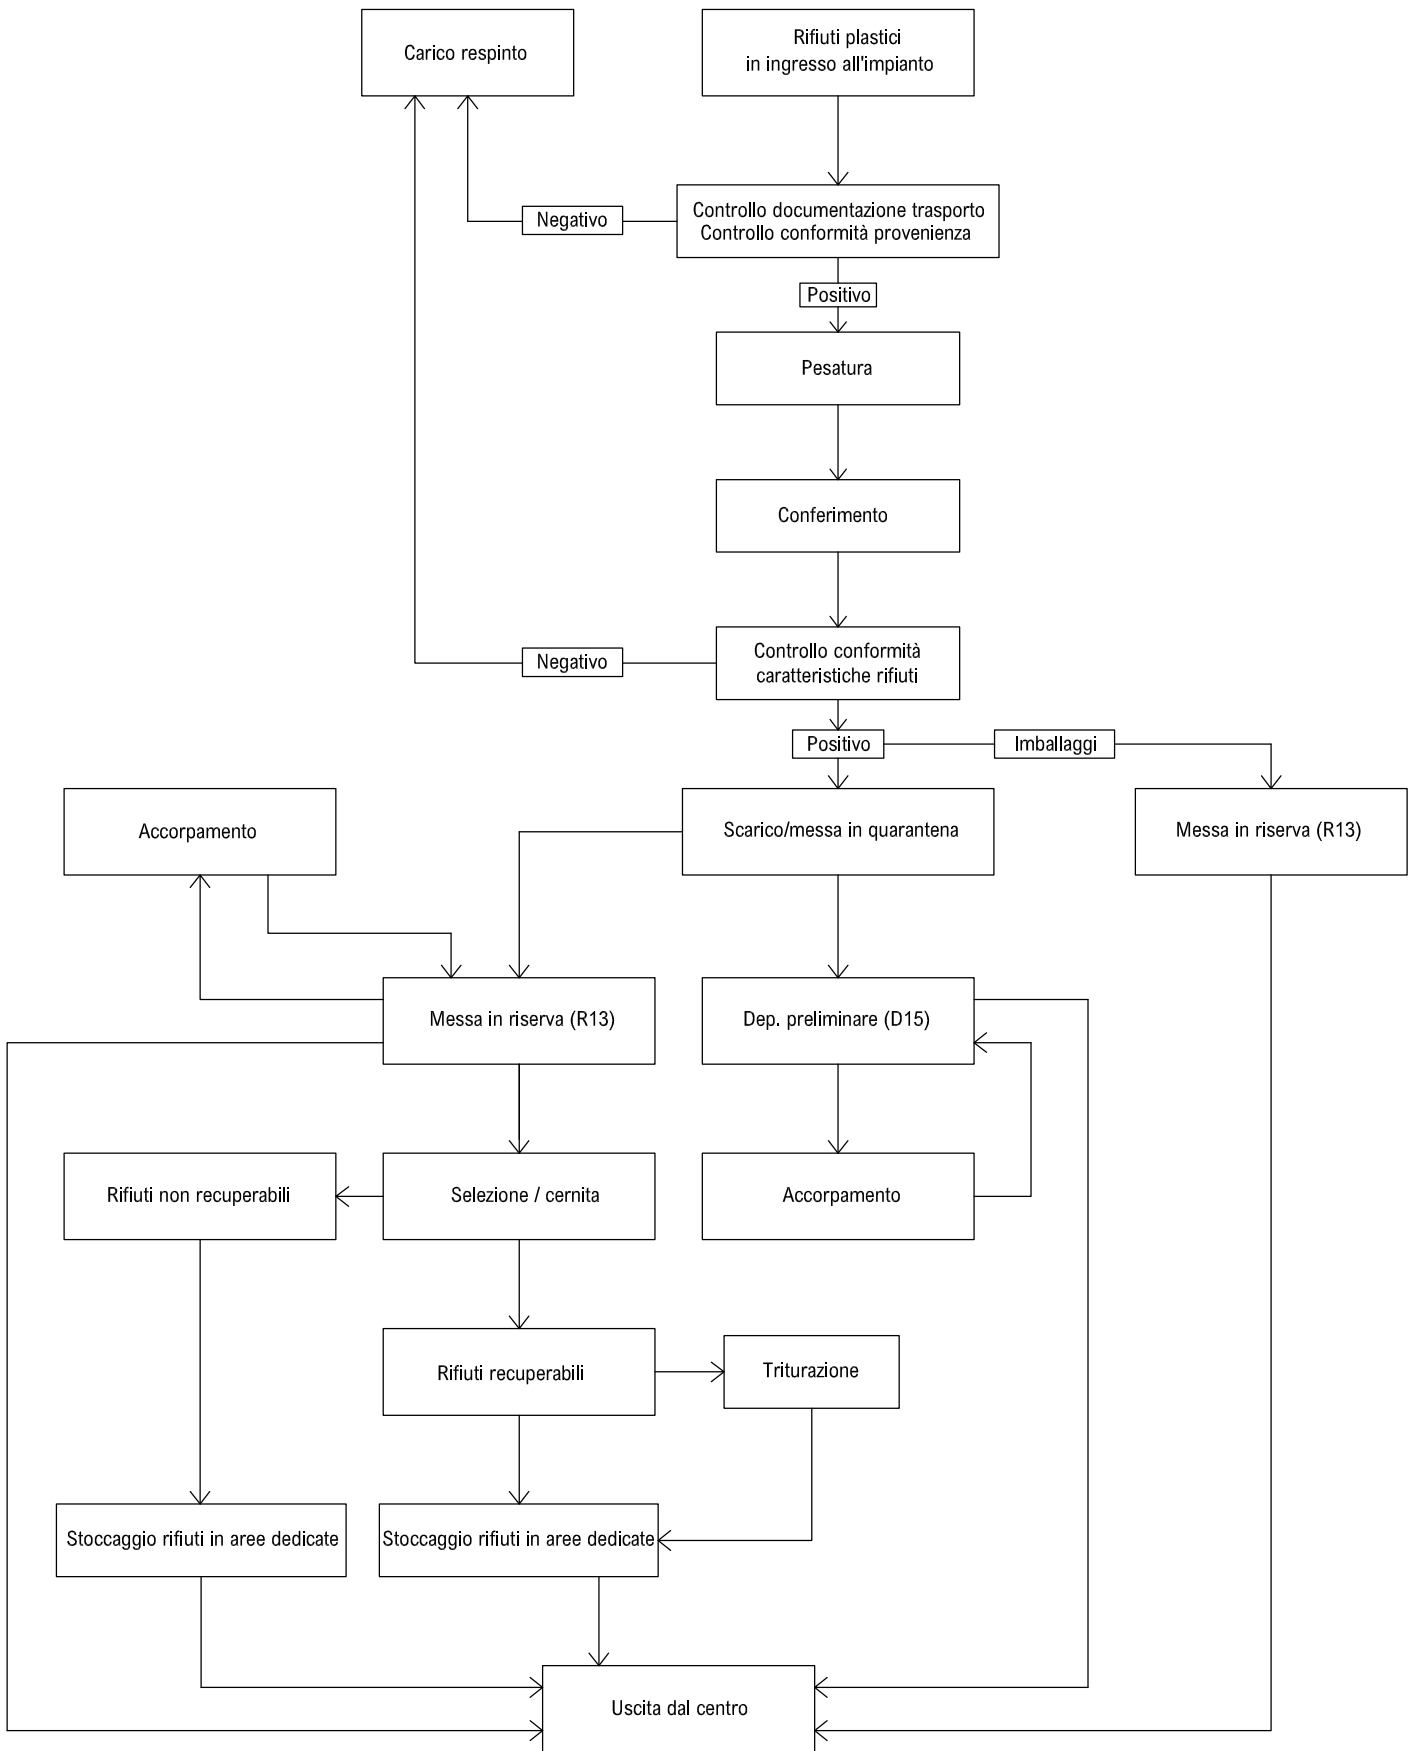 Carico respinto
Rifiuti plastici
in ingresso all'impianto
Controllo documentazione trasporto
Controllo conformità provenienza
Negativo
Positivo
Pesatura
Conferimento
Controllo conformità
caratteristiche rifiuti
Negativo
Positivo
Imballaggi
Accorpamento
Scarico/messa in quarantena
Messa in riserva (R13)
Messa in riserva (R13)
Dep. preliminare (D15)
Rifiuti non recuperabili
Selezione / cernita
Accorpamento
Rifiuti recuperabili
Triturazione
Stoccaggio rifiuti in aree dedicate
Stoccaggio rifiuti in aree dedicate
Uscita dal centro